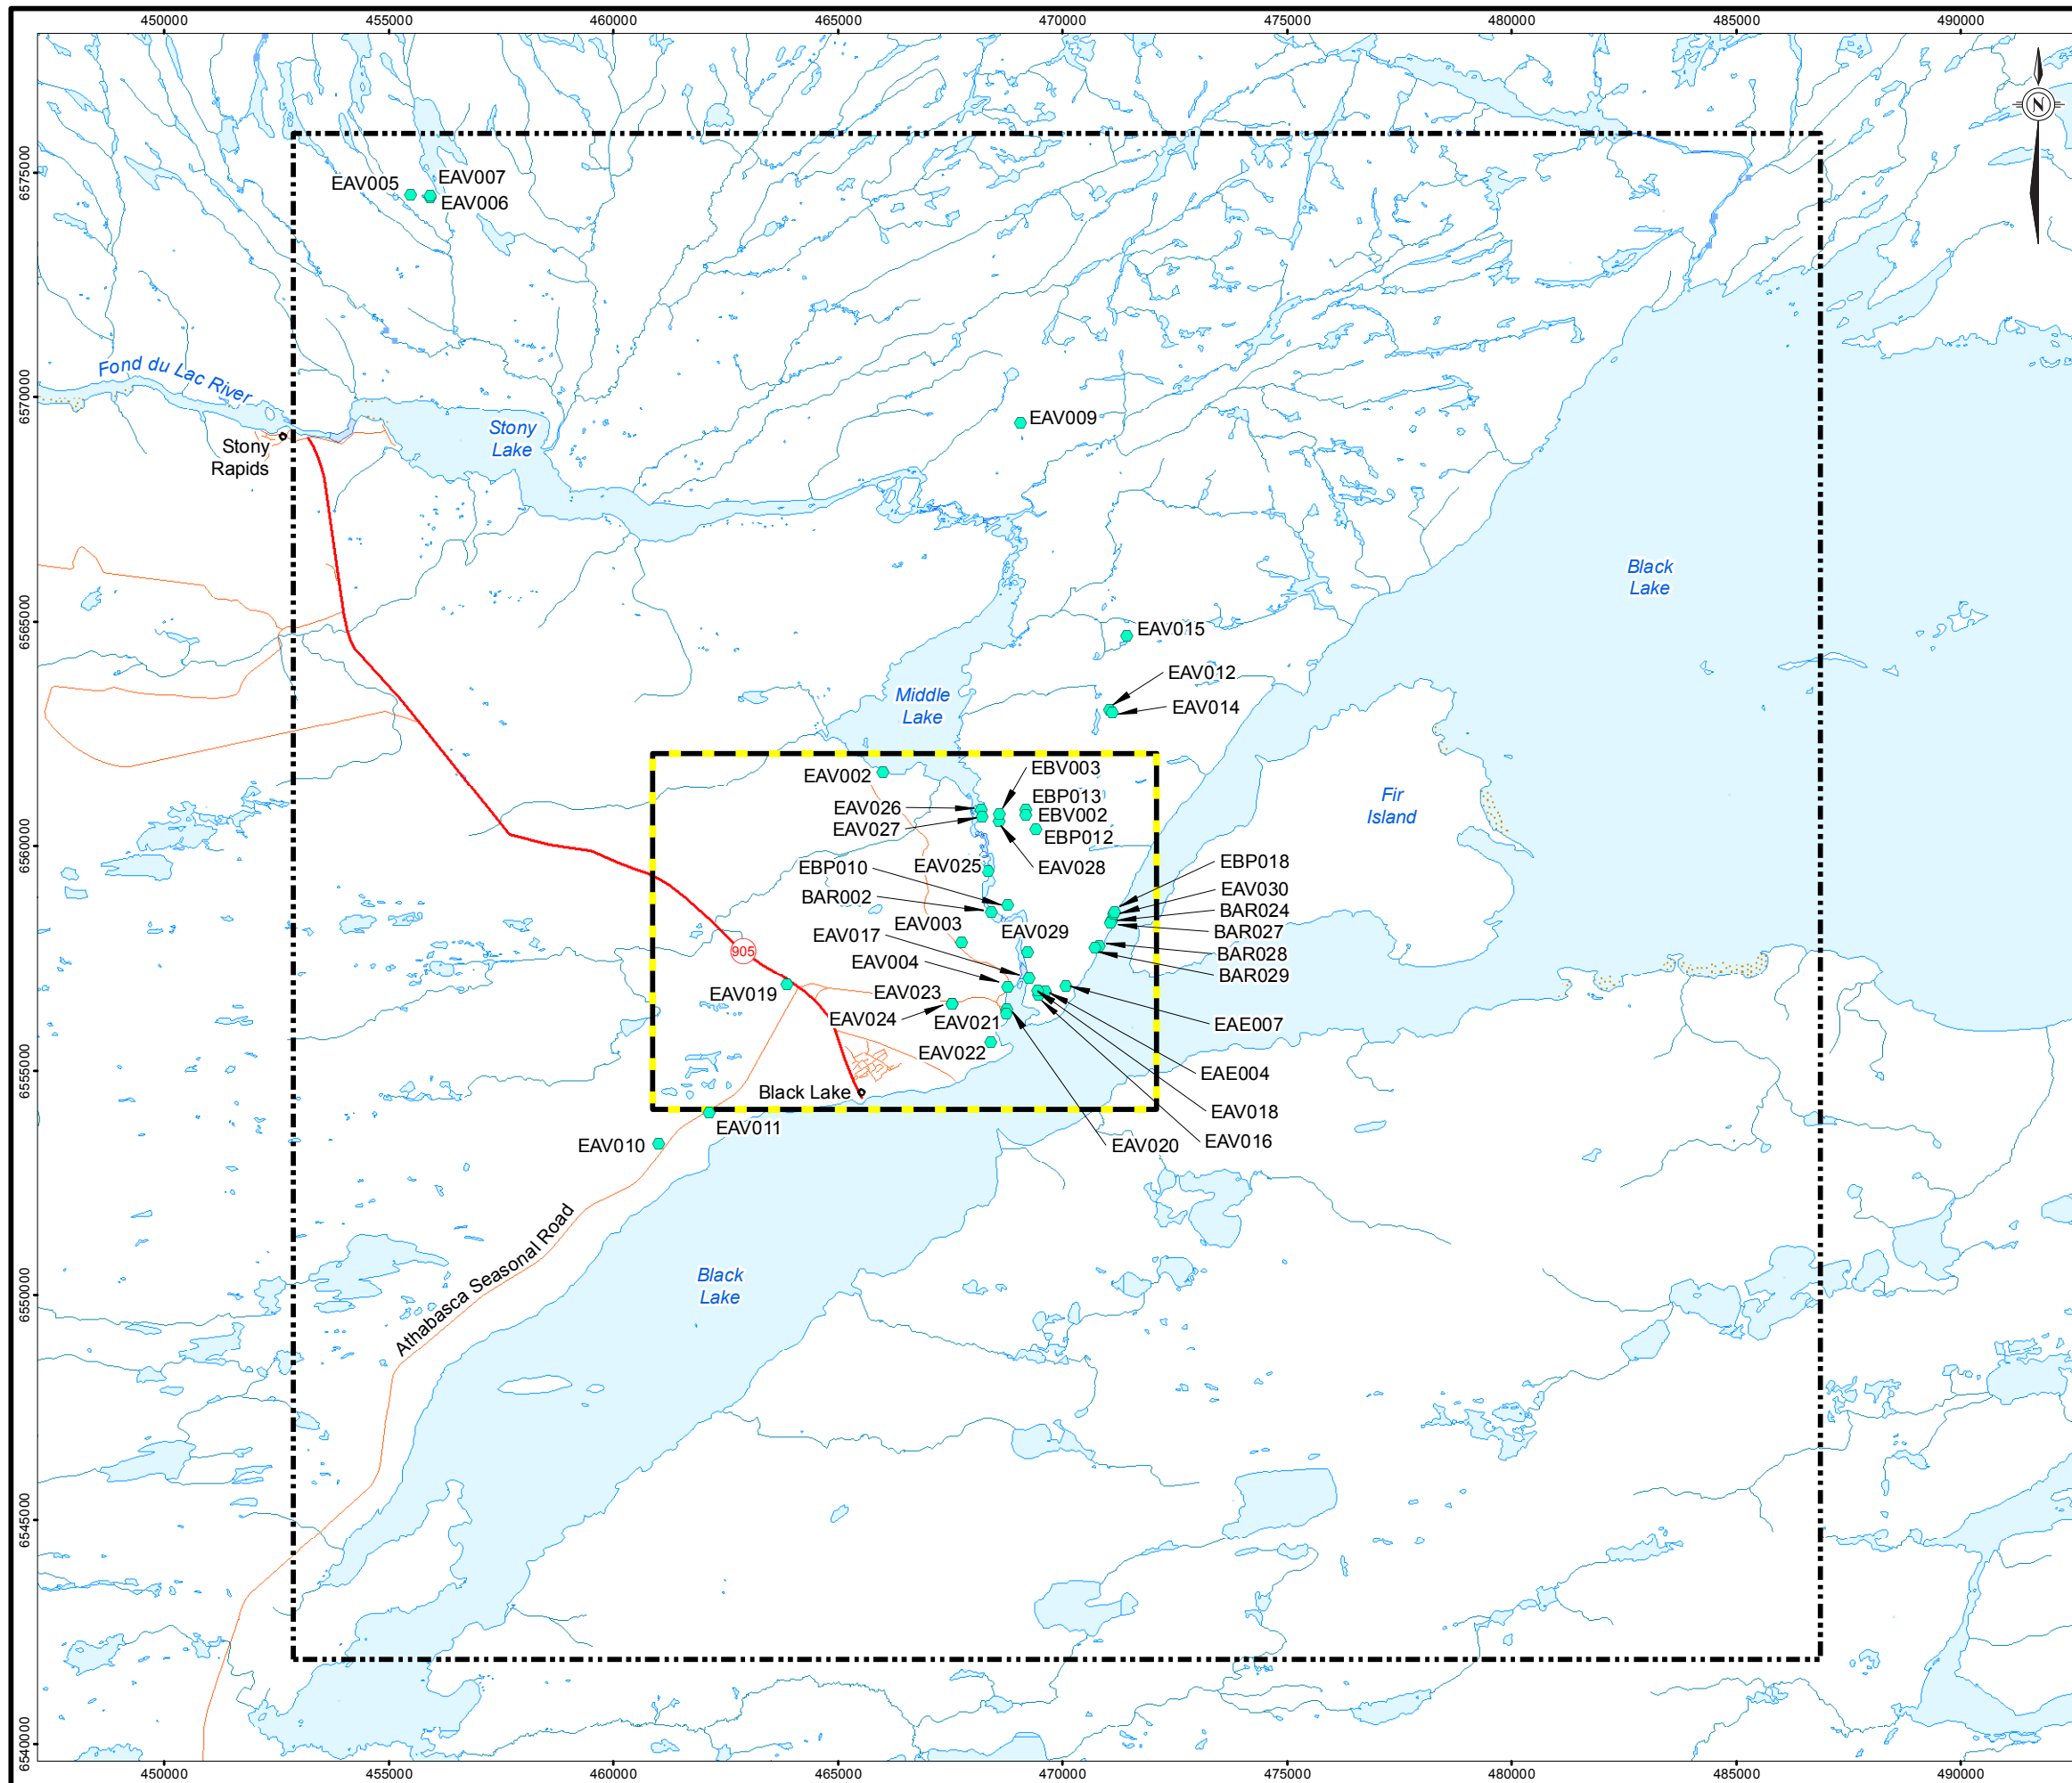 450000 455000 460000 465000 470000 475000 480000 485000 490000
N
6575000
EAV005
EAV007
EAV006
6570000
Fond du Lac River
Stony
Rapids
Stony
Lake
EAV009
6565000
Black
Lake
EAV015
EAV012
EAV014
Middle
Lake
Fir
Island
6560000
EAV002
EBV003
EAV026
EBP013
EBV002
EAV027
EBP012
EAV025
EAV028
EBP010
EBP018
BAR002
EAV030
BAR024
EAV003
EAV029
BAR027
EAV017
BAR028
EAV004
BAR029
905
EAV019
EAV023
EAV024
EAV021
EAE007
EAV022
6555000
EAE004
Black Lake
EAV018
EAV011
EAV010
EAV020
EAV016
Athabasca Seasonal Road
Black
Lake
6550000
6545000
6540000
450000 455000 460000 465000 470000 475000 480000 485000 490000